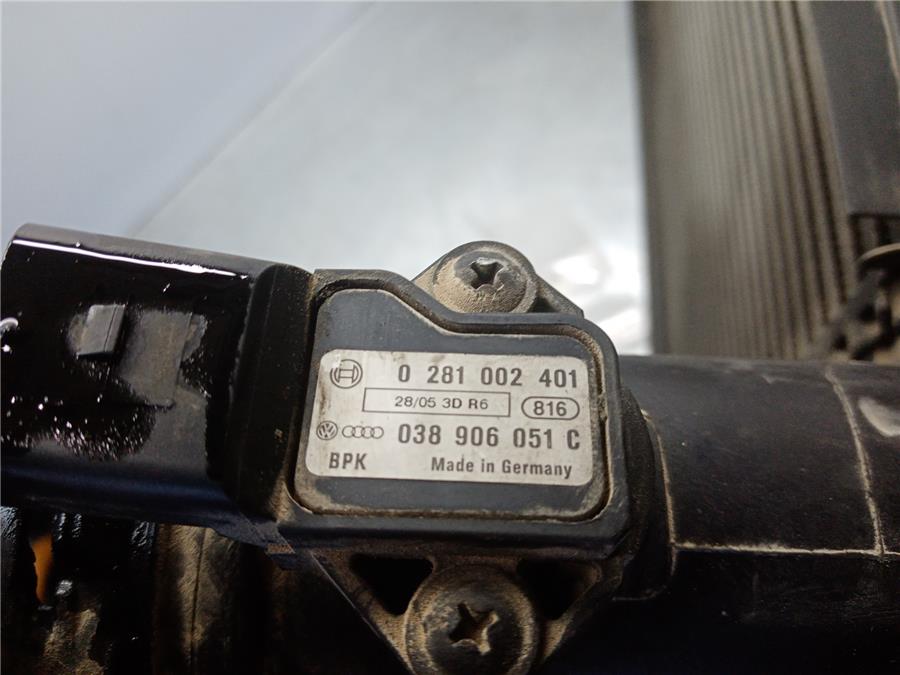 0 281 002 401
28/05 3D R6 816
038 906 051 C
BPK Made in Germany